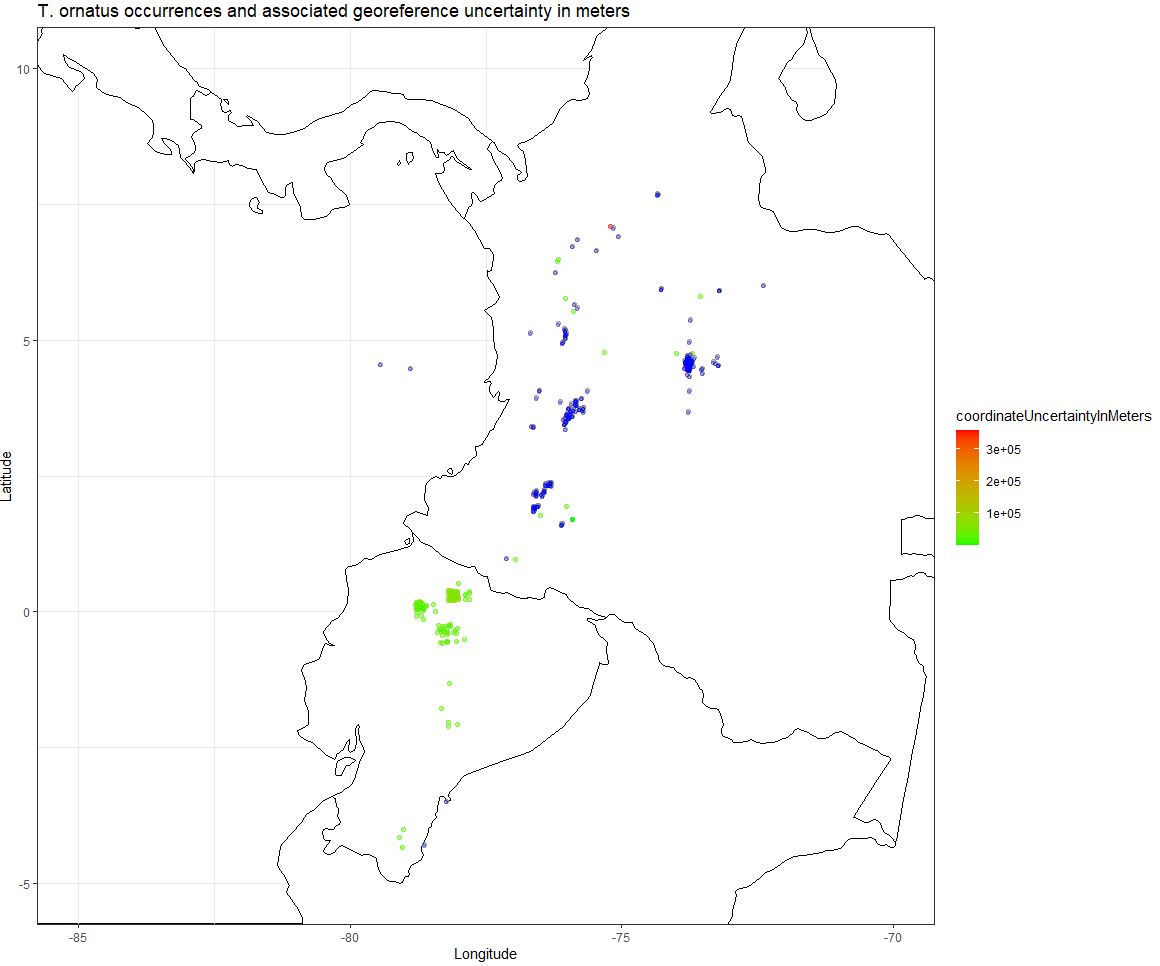 T. ornatus occurrences and associated georeference uncertainty in meters
10
5
0
-5
Latitude
-85
-80
-75
-70
Longitude
coordinateUncertaintyInMeters
3e+05
2e+05
1e+05